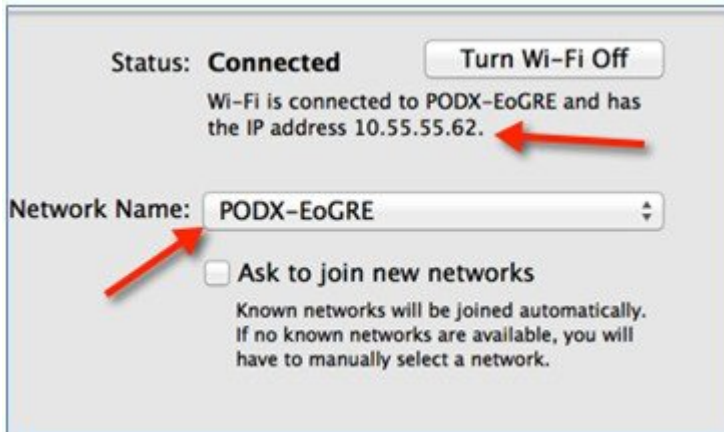 Status: Connected Turn Wi-Fi Off
Wi-Fi is connected to PODX-EoGRE and has
the IP address 10.55.55.62.
Network Name: PODX-EoGRE
Ask to join new networks
Known networks will be joined automatically.
If no known networks are available, you will
have to manually select a network.